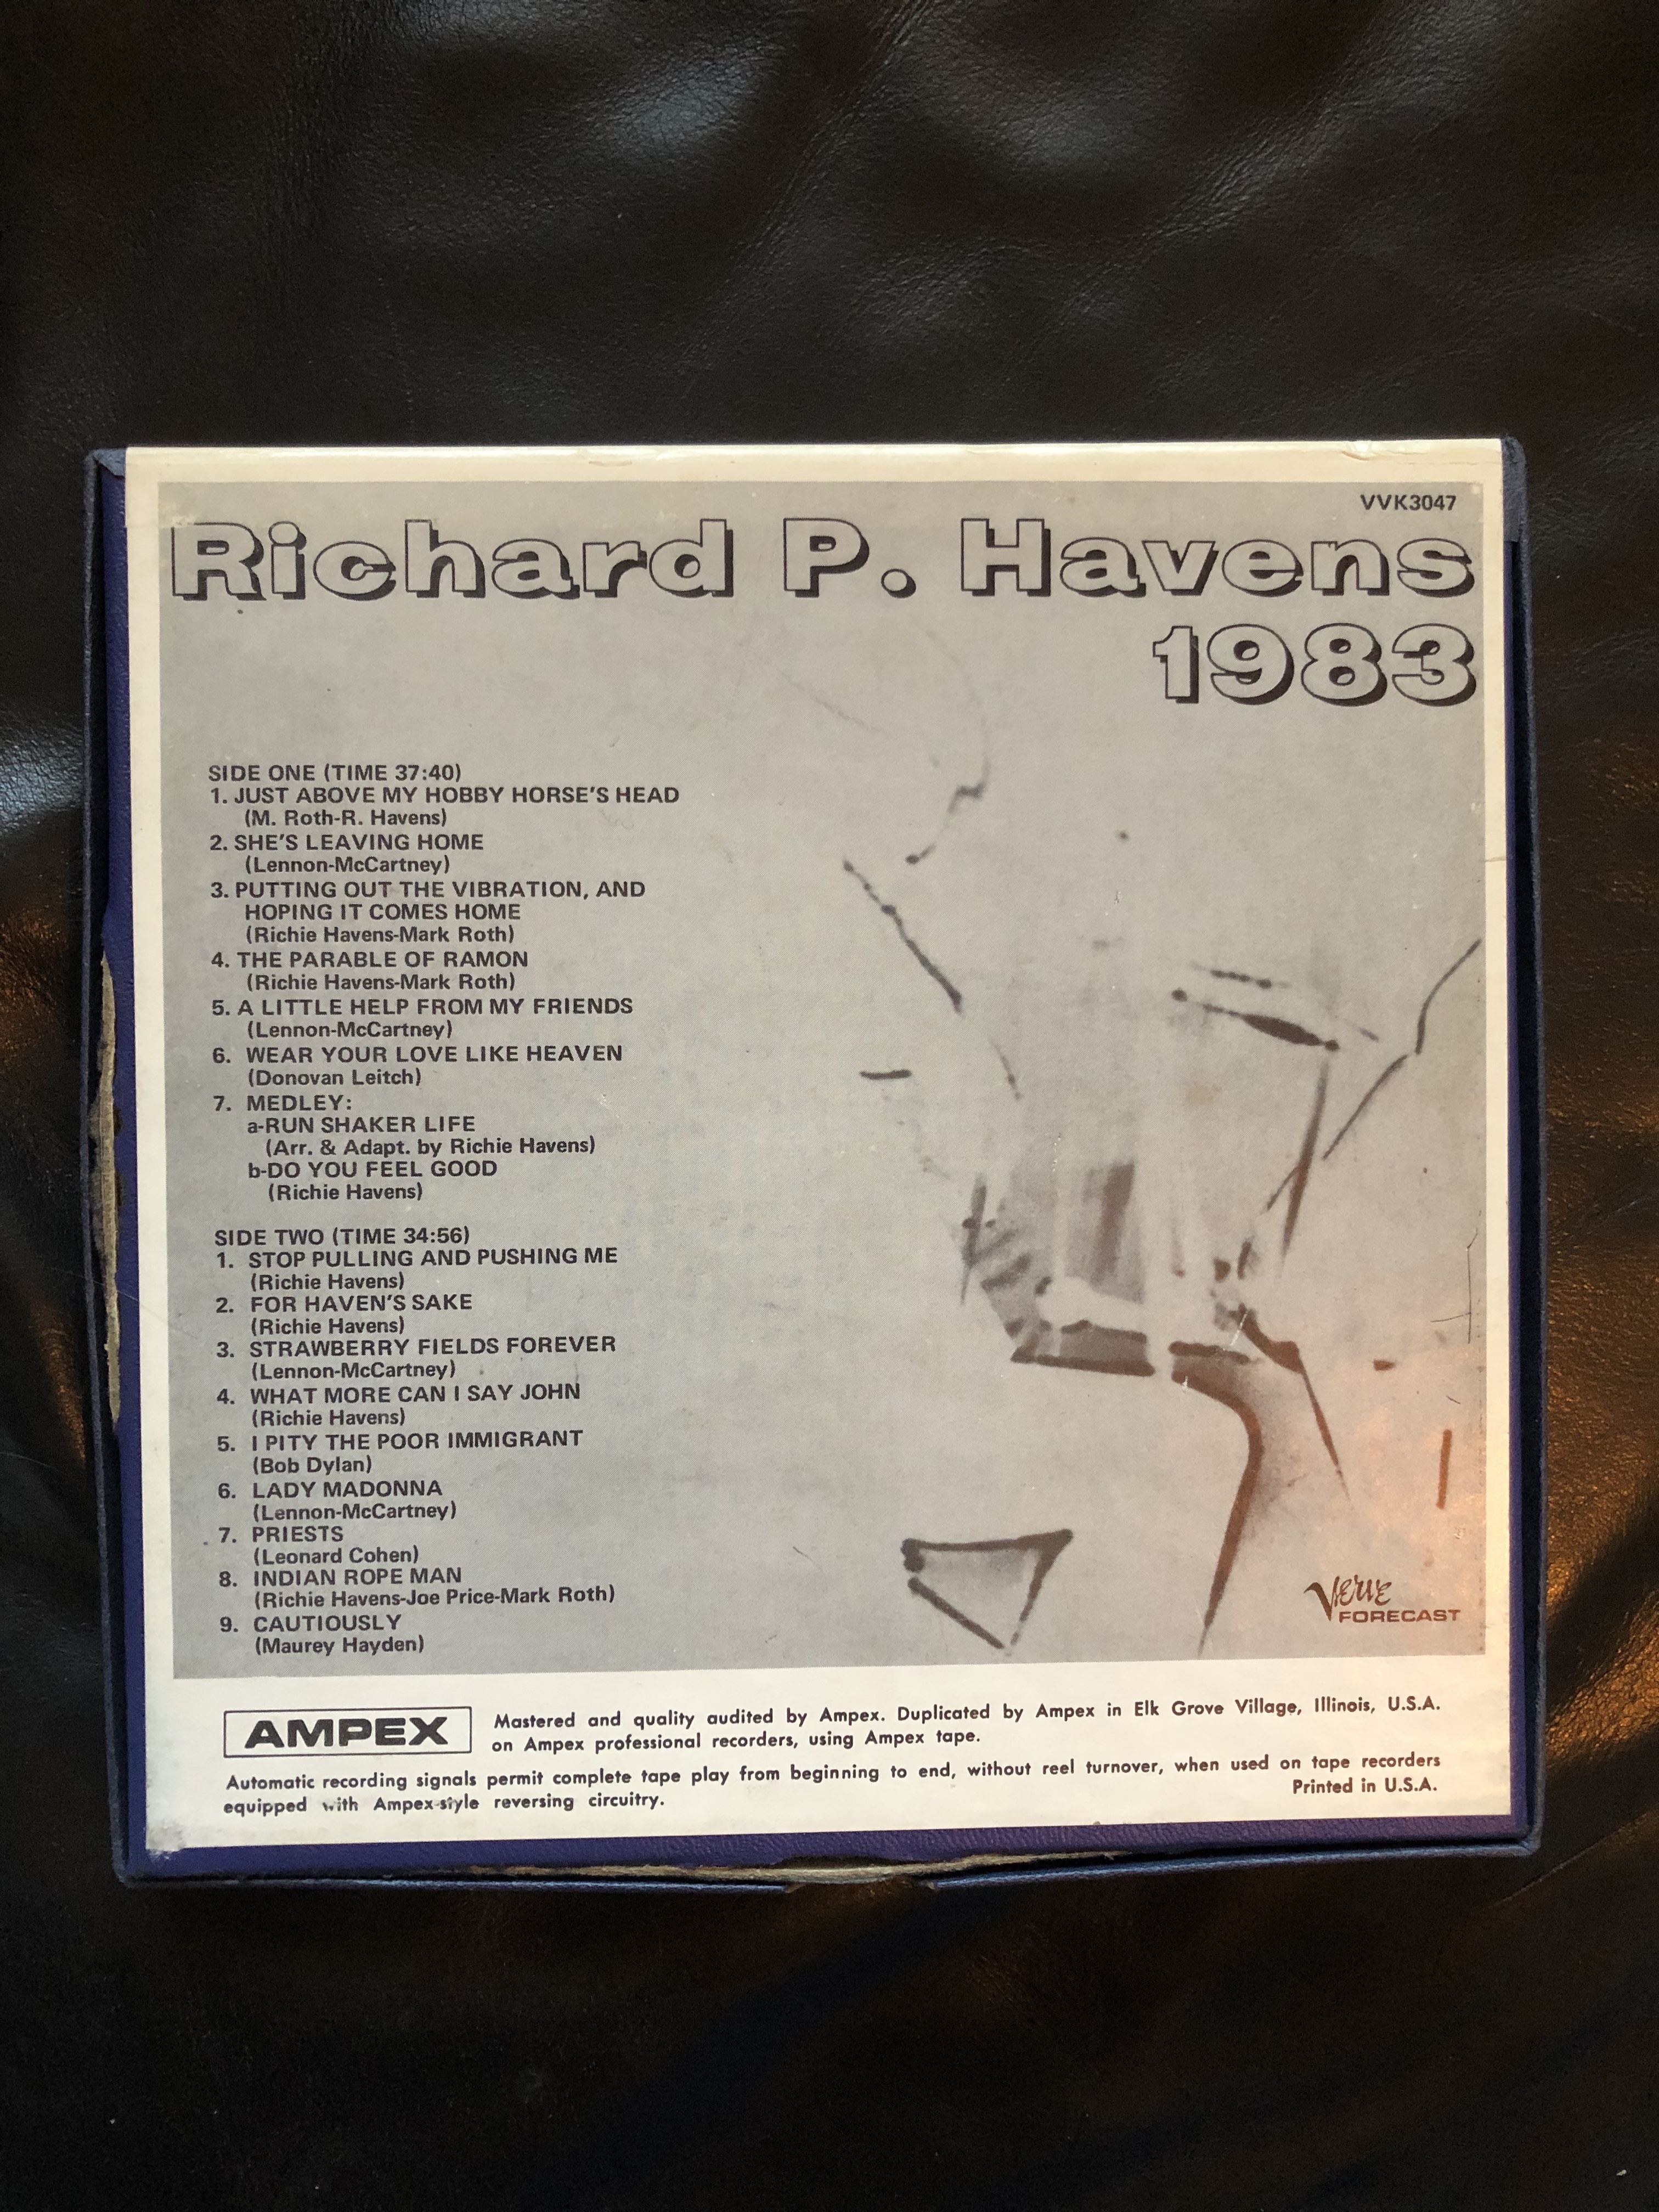 VVK3047
Richard P. Havens
1983
SIDE ONE (TIME 37:40)
1. JUST ABOVE MY HOBBY HORSE'S HEAD
(M. Roth-R. Havens)
2. SHE'S LEAVING HOME
(Lennon-McCartney)
3. PUTTING OUT THE VIBRATION, AND
HOPING IT COMES HOME
(Richie Havens-Mark Roth)
4. THE PARABLE OF RAMON
(Richie Havens-Mark Roth)
5. A LITTLE HELP FROM MY FRIENDS
(Lennon-McCartney)
6. WEAR YOUR LOVE LIKE HEAVEN
(Donovan Leitch)
7. MEDLEY:
a-RUN SHAKER LIFE
(Arr. & Adapt. by Richie Havens)
b-DO YOU FEEL GOOD
(Richie Havens)
SIDE TWO (TIME 34:56)
1. STOP PULLING AND PUSHING ME
(Richie Havens)
2. FOR HAVEN'S SAKE
(Richie Havens)
3. STRAWBERRY FIELDS FOREVER
(Lennon-McCartney)
4. WHAT MORE CAN I SAY JOHN
(Richie Havens)
5. I PITY THE POOR IMMIGRANT
(Bob Dylan)
6. LADY MADONNA
(Lennon-McCartney)
7. PRIESTS
(Leonard Cohen)
8. INDIAN ROPE MAN
(Richie Havens-Joe Price-Mark Roth)
9. CAUTIOUSLY
(Maurey Hayden)
Verve
FORECAST
AMPEX
Mastered and quality audited by Ampex. Duplicated by Ampex in Elk Grove Village, Illinois, U.S.A.
on Ampex professional recorders, using Ampex tape.
Automatic recording signals permit complete tape play from beginning to end, without reel turnover, when used on tape recorders
equipped with Ampex-style reversing circuitry.
Printed in U.S.A.